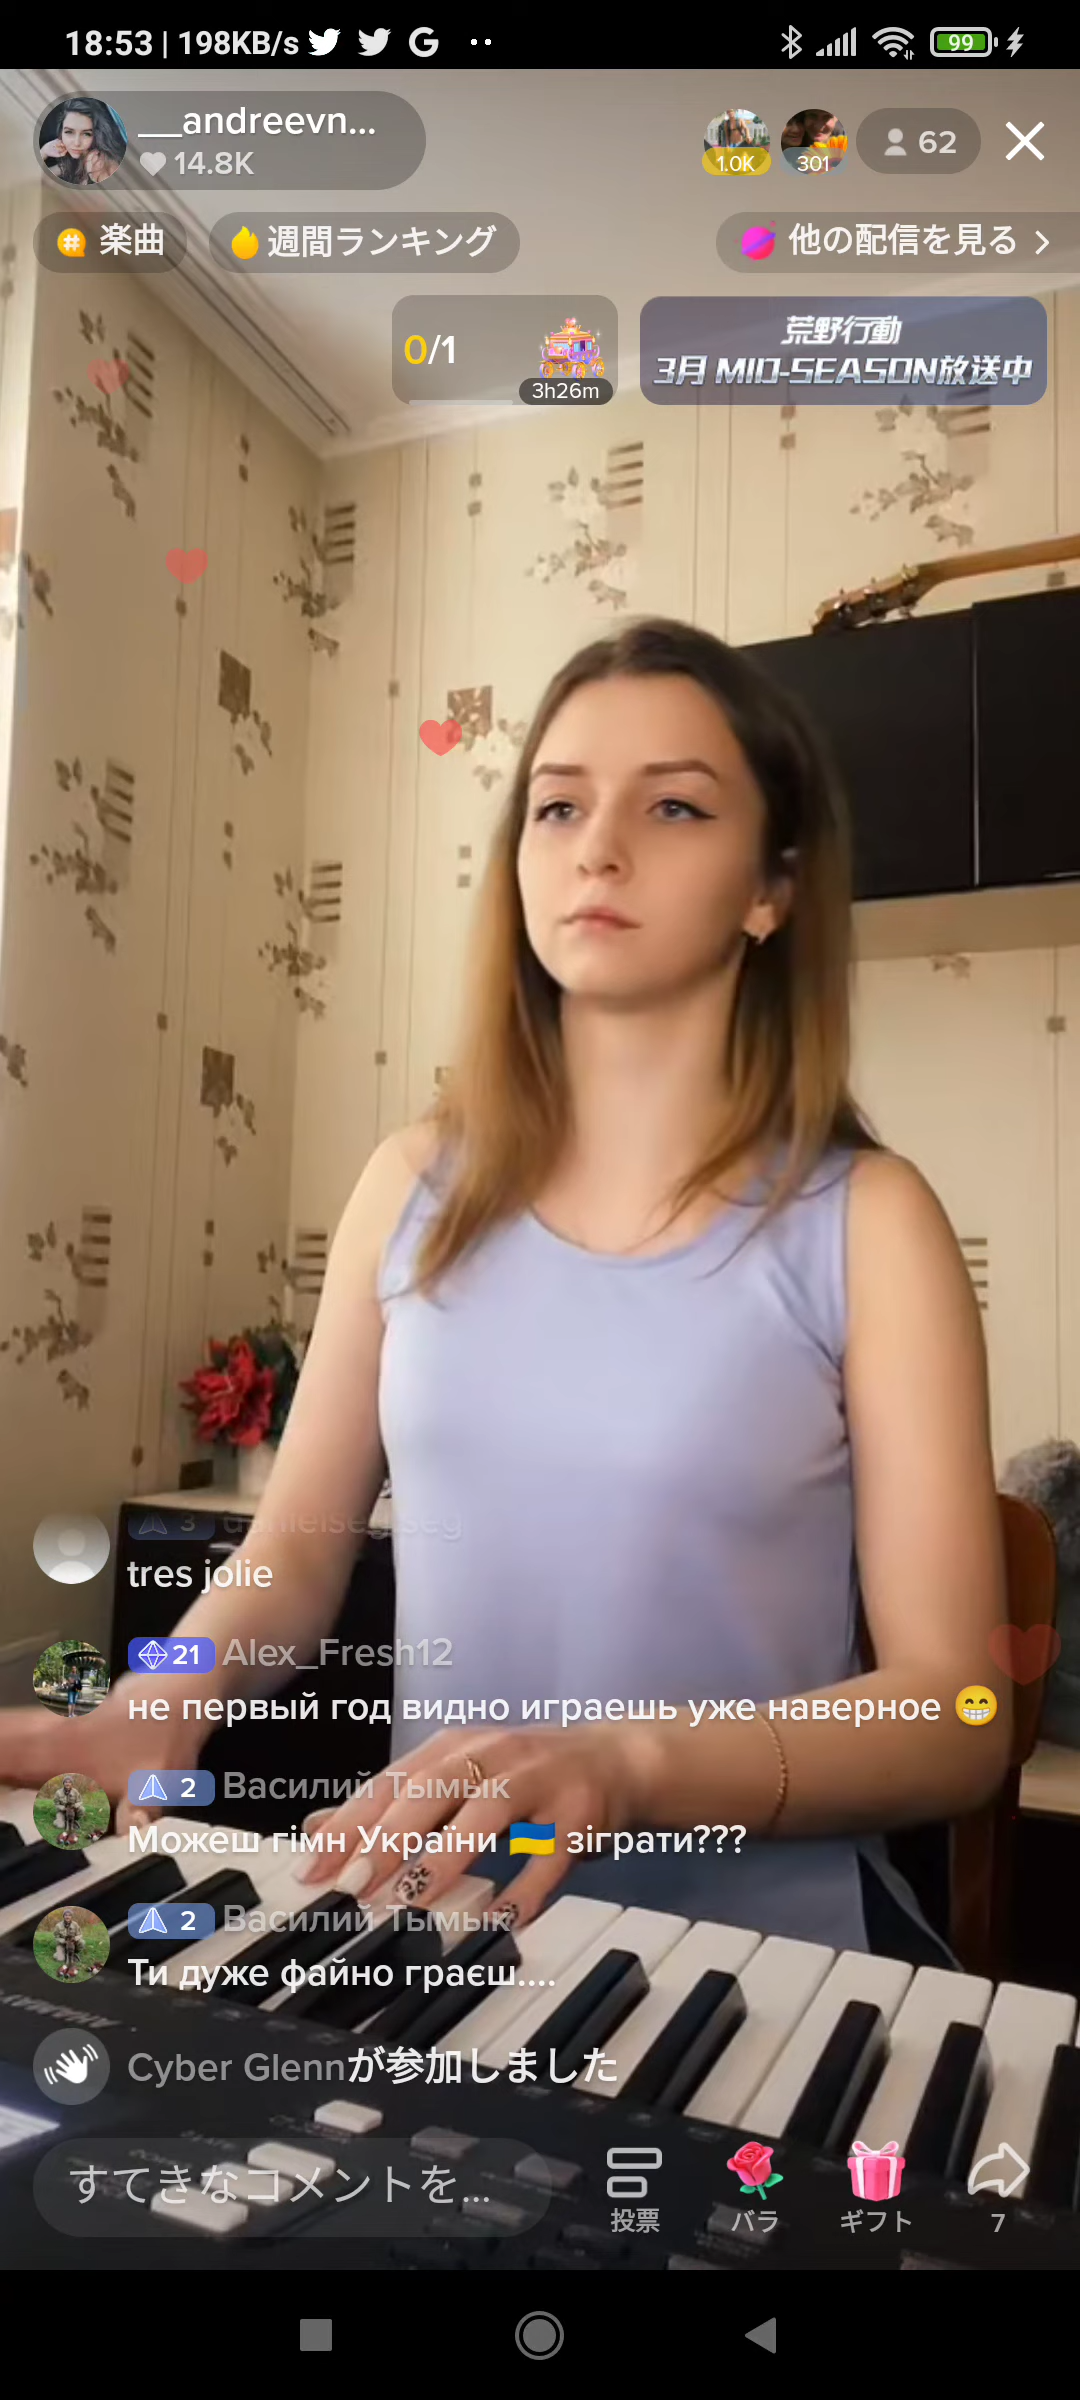 18:53 | 198KB/s
99
__andreevn...
14.8K
1.0K
301
62
楽曲
週間ランキング
他の配信を見る
0/1
3h26m
荒野行動
3月 MID-SEASON放送中
3 danielseg
tres jolie
21 Alex_Fresh12
не первый год видно играешь уже наверное 😁
2 Василий Тымык
Можеш гімн України 🇺🇦 зіграти???
2 Василий Тымык
Ти дуже файно граєш....
Cyber Glennが参加しました
すてきなコメントを...
投票
バラ
ギフト
7